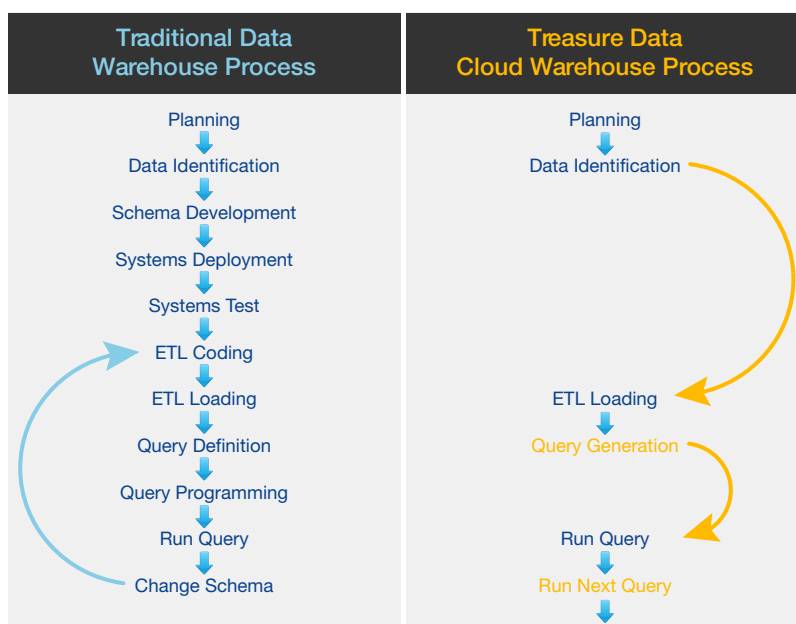 Traditional Data
Warehouse Process
Planning
Data Identification
Schema Development
Systems Deployment
Systems Test
ETL Coding
ETL Loading
Query Definition
Query Programming
Run Query
Change Schema
Treasure Data
Cloud Warehouse Process
Planning
Data Identification
ETL Loading
Query Generation
Run Query
Run Next Query